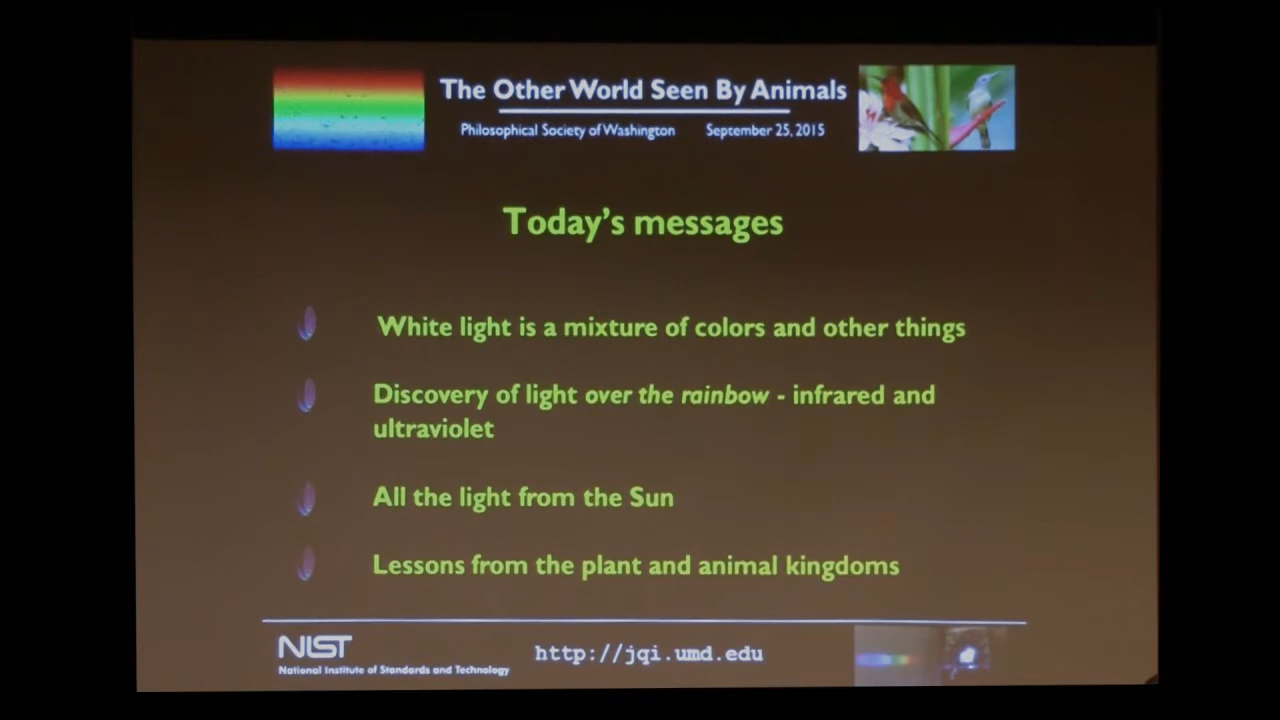 The Other World Seen By Animals
Philosophical Society of Washington September 25, 2015
Today's messages
White light is a mixture of colors and other things
Discovery of light over the rainbow - infrared and
ultraviolet
All the light from the Sun
Lessons from the plant and animal kingdoms
NIST
National Institute of Standards and Technology
http://jqi.umd.edu